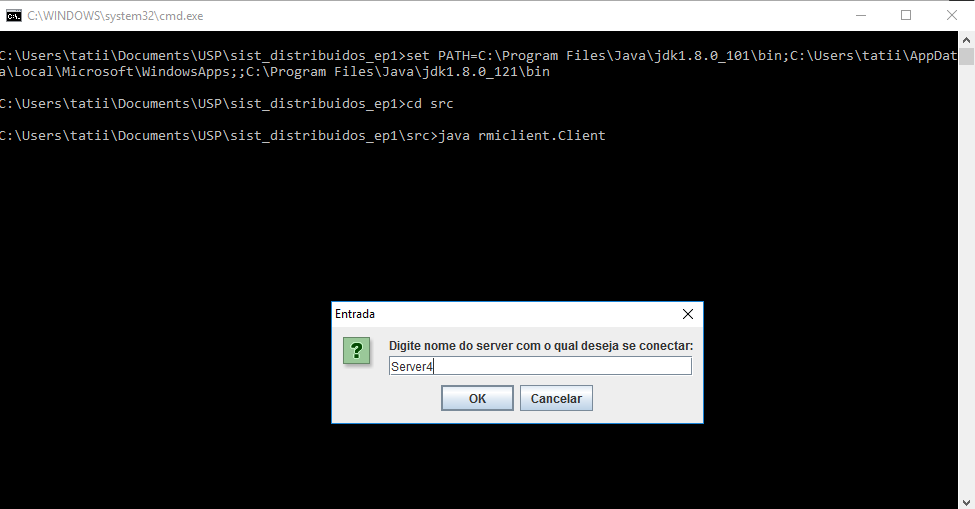 C:\WINDOWS\system32\cmd.exe
C:\Users\tatii\Documents\USP\sist_distribuidos_ep1>set PATH=C:\Program Files\Java\jdk1.8.0_101\bin;C:\Users\tatii\AppDat
a\Local\Microsoft\WindowsApps;;C:\Program Files\Java\jdk1.8.0_121\bin
C:\Users\tatii\Documents\USP\sist_distribuidos_ep1>cd src
C:\Users\tatii\Documents\USP\sist_distribuidos_ep1\src>java rmiclient.Client
Entrada
Digite nome do server com o qual deseja se conectar:
Server4
OK Cancelar